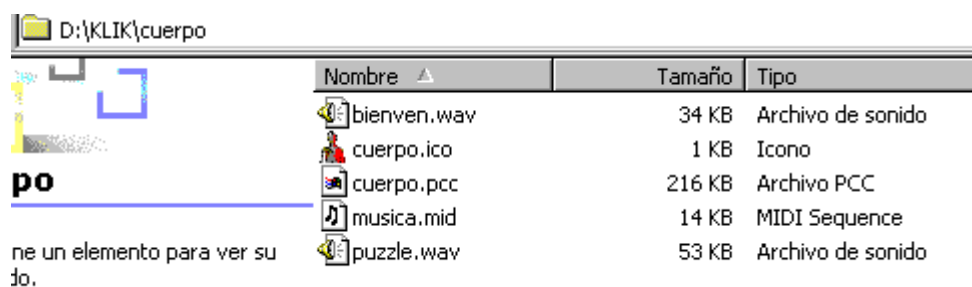 D:\KLIK\cuerpo
Nombre Tamaño Tipo
bienven.wav 34 KB Archivo de sonido
cuerpo.ico 1 KB Icono
cuerpo.pcc 216 KB Archivo PCC
musica.mid 14 KB MIDI Sequence
puzzle.wav 53 KB Archivo de sonido
po
ne un elemento para ver su
do.